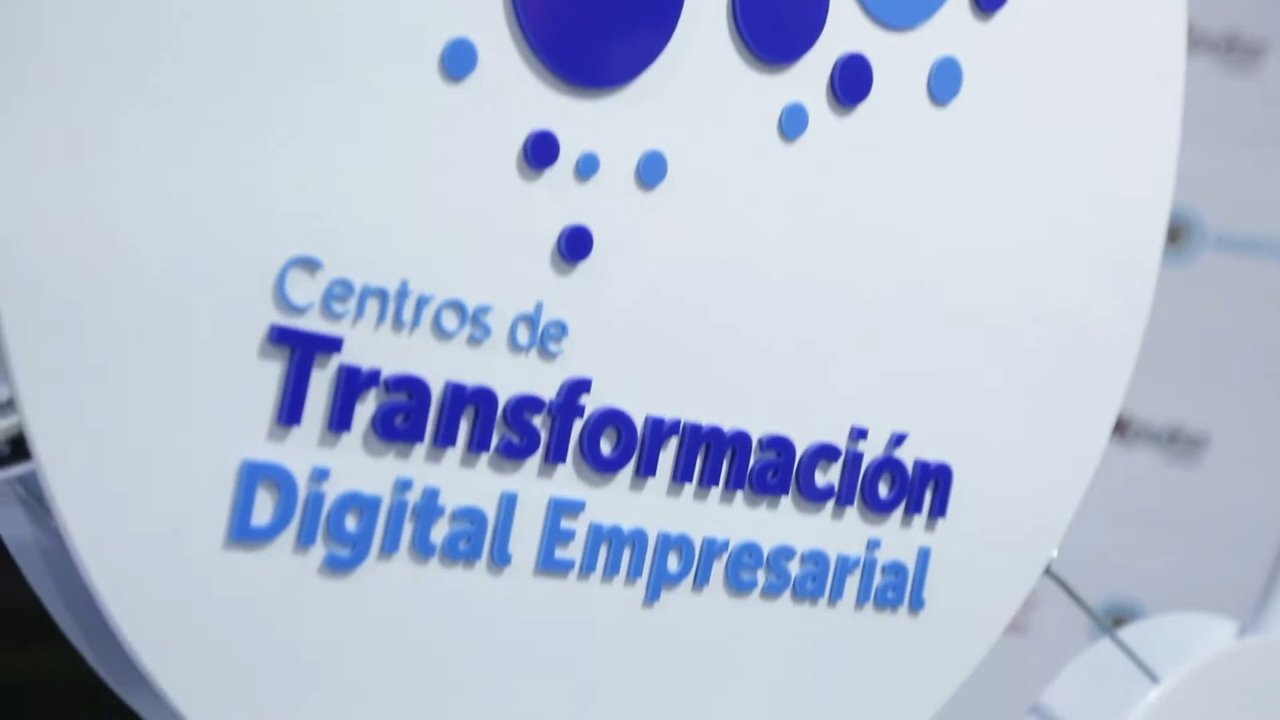 Centros de
Transformación
Digital Empresarial